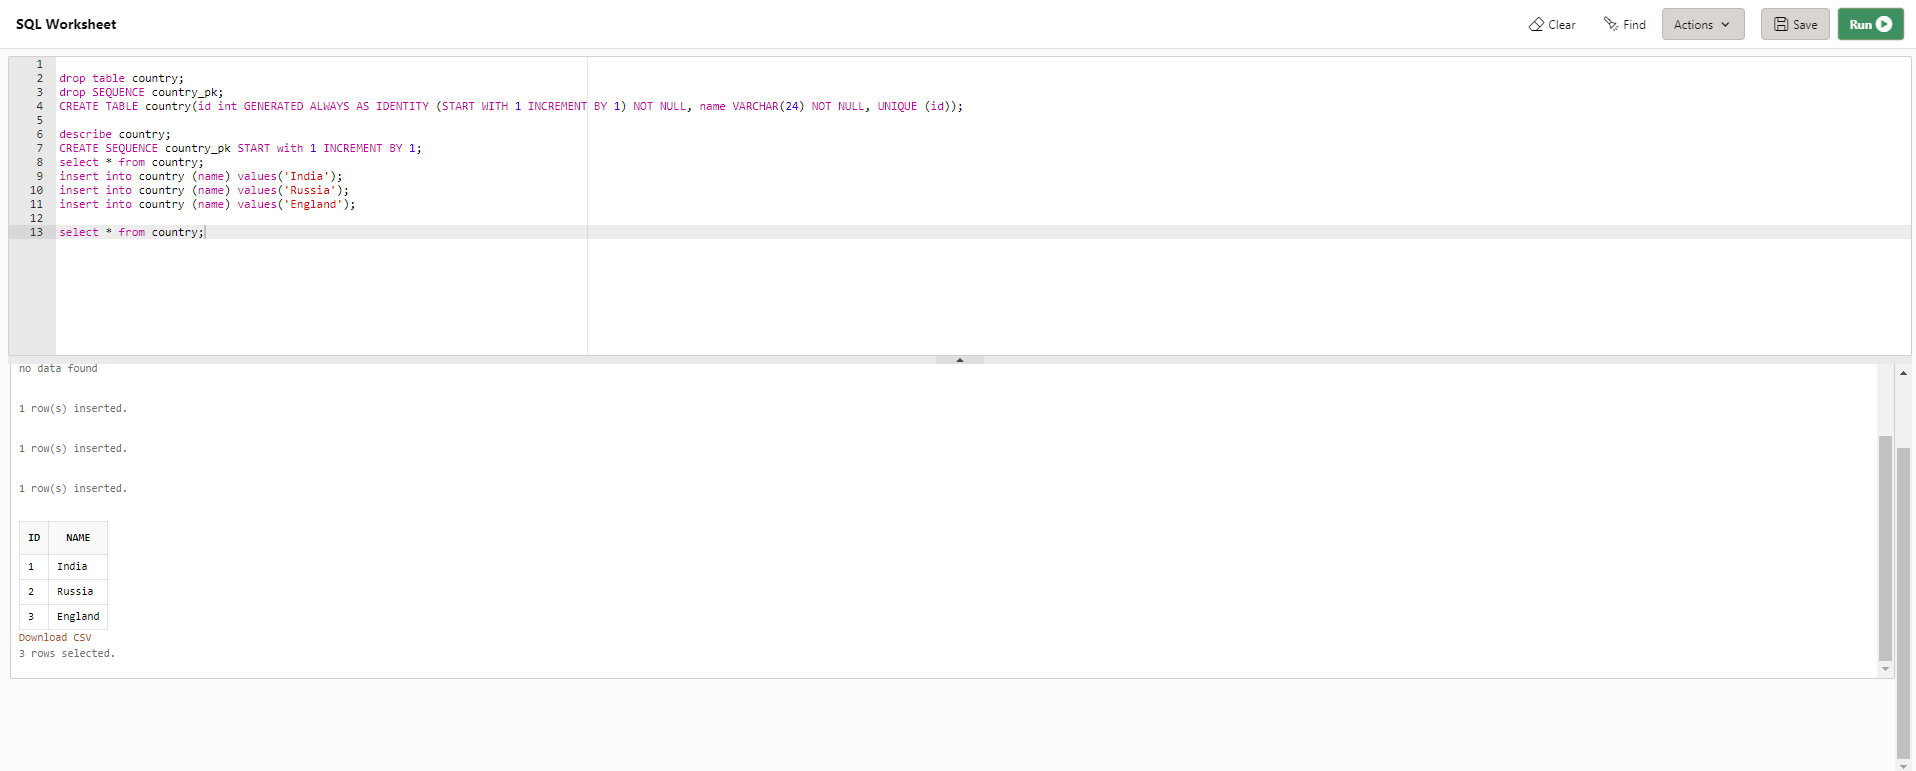 SQL Worksheet
Clear
Find
Actions
Save
Run
1
2 drop table country;
3 drop SEQUENCE country_pk;
4 CREATE TABLE country(id int GENERATED ALWAYS AS IDENTITY (START WITH 1 INCREMENT BY 1) NOT NULL, name VARCHAR(24) NOT NULL, UNIQUE (id));
5
6 describe country;
7 CREATE SEQUENCE country_pk START with 1 INCREMENT BY 1;
8 select * from country;
9 insert into country (name) values('India');
10 insert into country (name) values('Russia');
11 insert into country (name) values('England');
12
13 select * from country;
no data found
1 row(s) inserted.
1 row(s) inserted.
1 row(s) inserted.
ID NAME
1 India
2 Russia
3 England
Download CSV
3 rows selected.